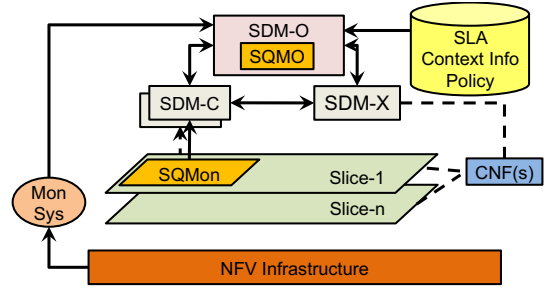 SDM-O
SQMO
SLA
Context Info
Policy
SDM-C
SDM-X
SQMon
Slice-1
CNF(s)
Mon
Sys
Slice-n
NFV Infrastructure